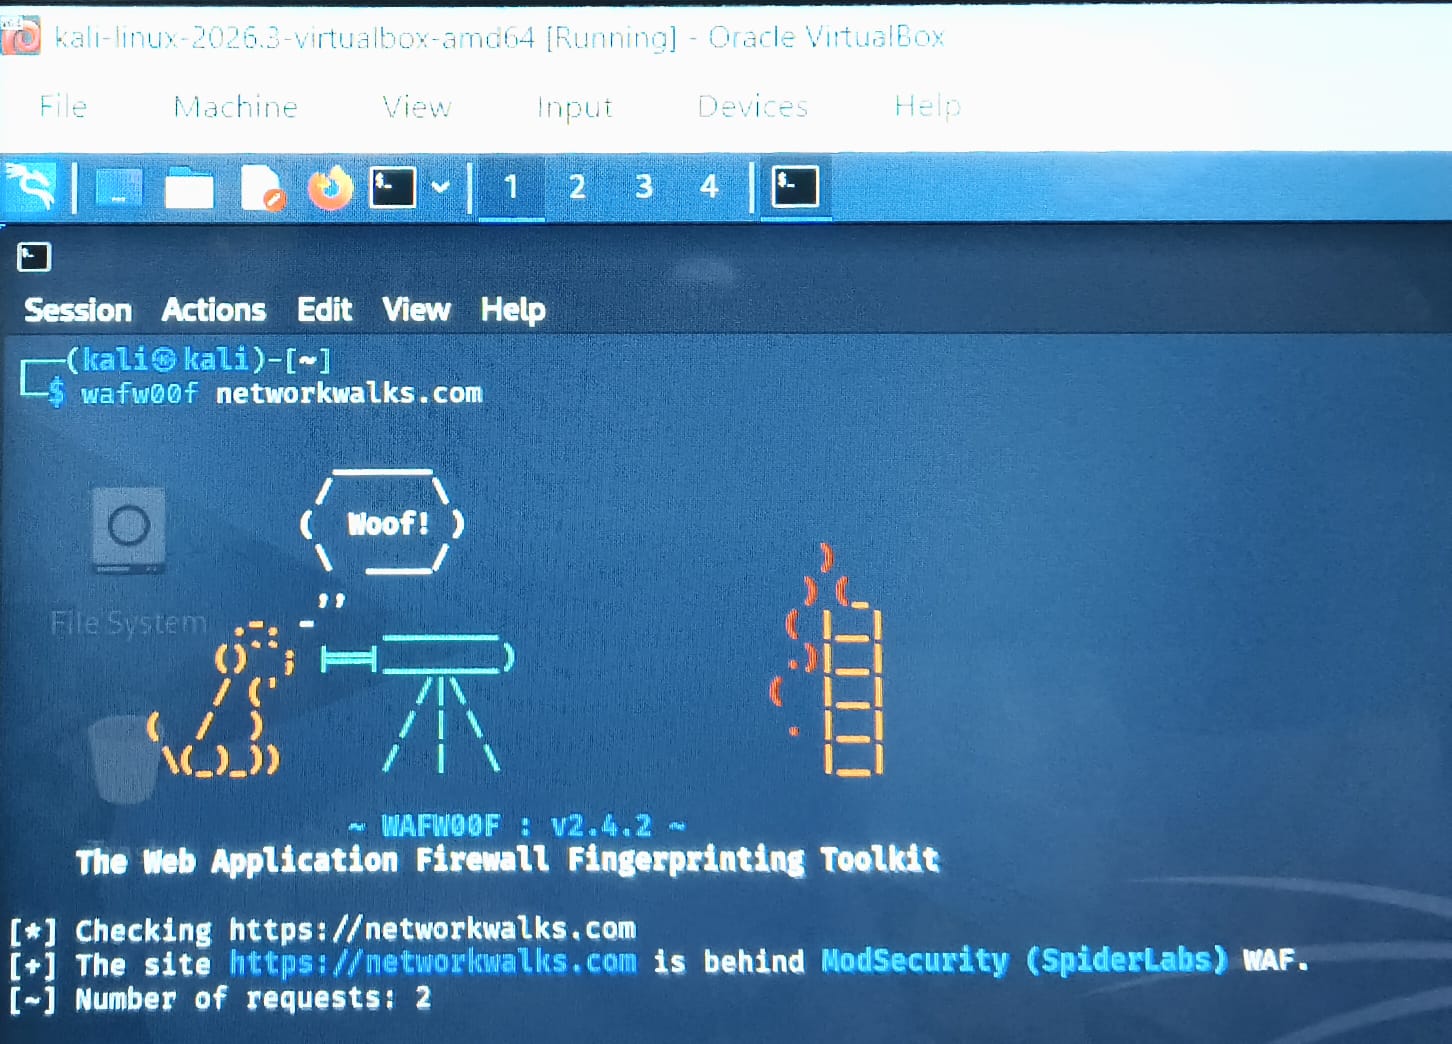 kali-linux-2026.3-virtualbox-amd64 [Running] - Oracle VirtualBox
File Machine View Input Devices Help
1 2 3 4
Session Actions Edit View Help
(kali㉿kali)-[~]
$ wafw00f networkwalks.com
Woof!
File System
~ WAFW00F : v2.4.2 ~
The Web Application Firewall Fingerprinting Toolkit
[*] Checking https://networkwalks.com
[+] The site https://networkwalks.com is behind ModSecurity (SpiderLabs) WAF.
[~] Number of requests: 2